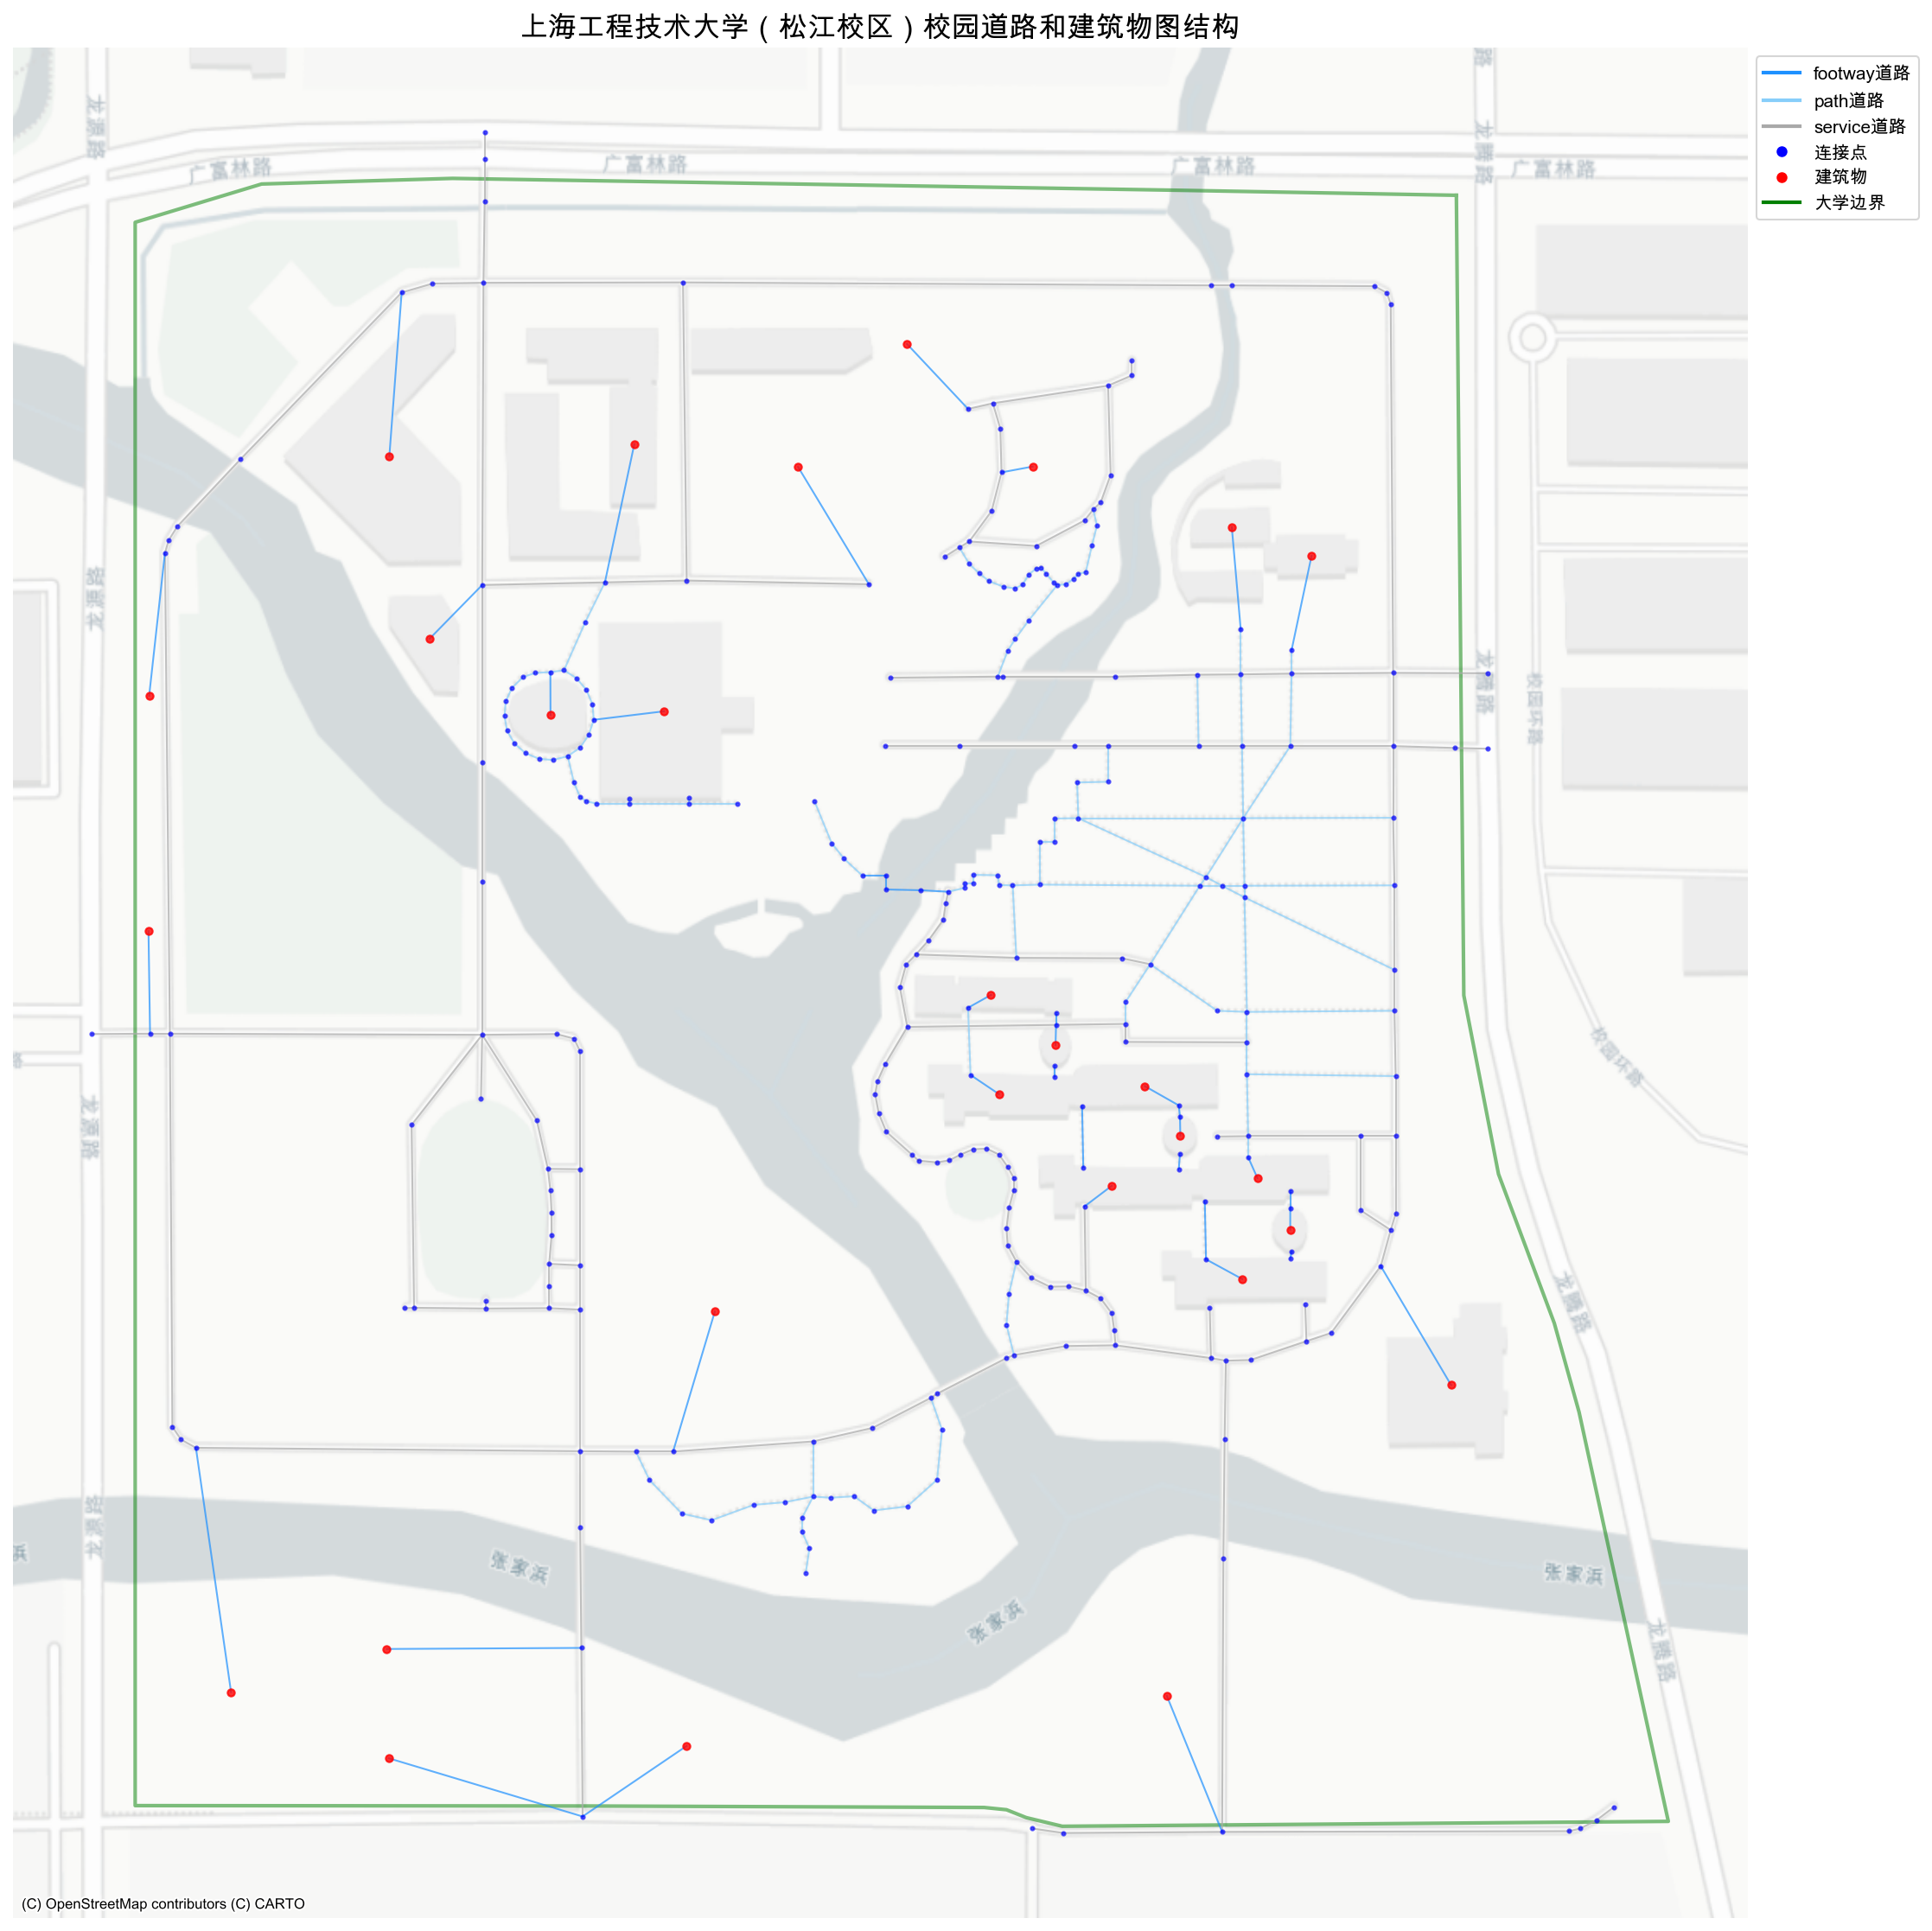 上海工程技术大学（松江校区）校园道路和建筑物图结构
footway道路
path道路
service道路
连接点
建筑物
大学边界
龙源路
广富林路
广富林路
广富林路
广富林路
路
龙腾路
龙源路
龙腾路
校园环路
校园环路
路
龙源路
龙腾路
龙源路
浜
张家浜
张家浜
张家浜
龙腾路
(C) OpenStreetMap contributors (C) CARTO